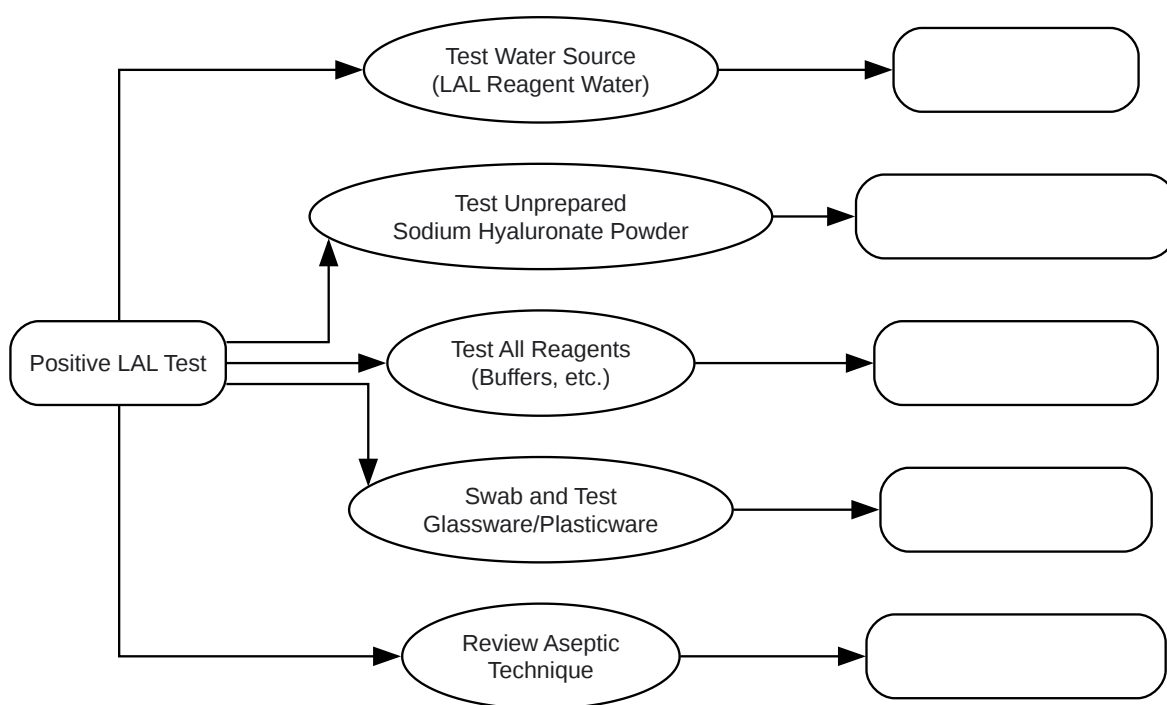 Test Water Source
(LAL Reagent Water)
Test Unprepared
Sodium Hyaluronate Powder
Positive LAL Test
Test All Reagents
(Buffers, etc.)
Swab and Test
Glassware/Plasticware
Review Aseptic
Technique